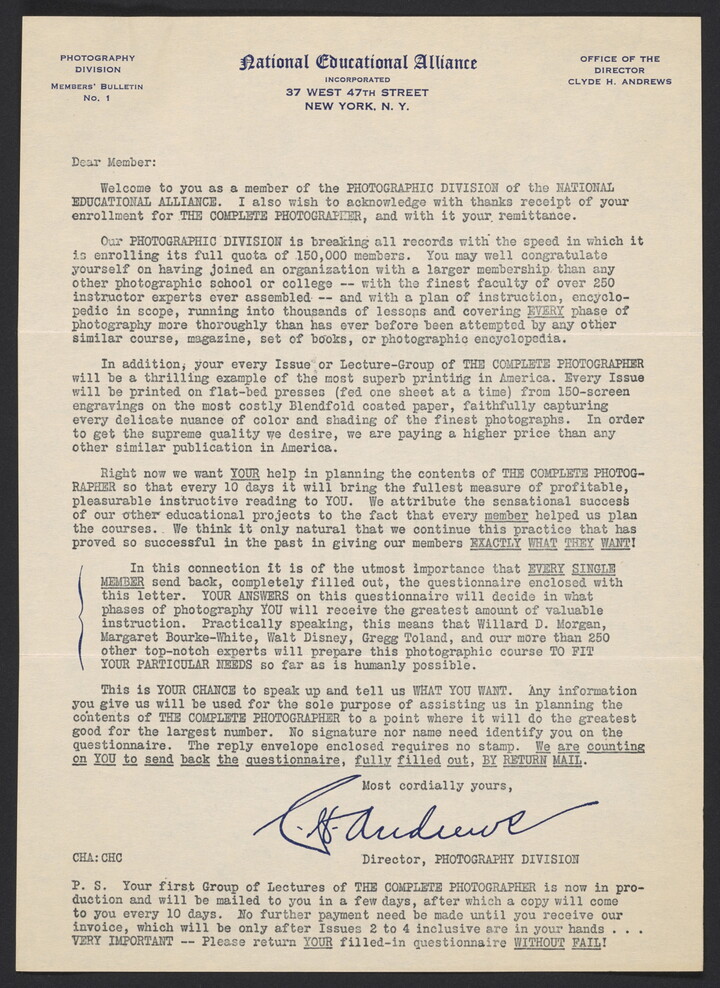 PHOTOGRAPHY
DIVISION
MEMBERS' BULLETIN
No. 1
National Educational Alliance
INCORPORATED
37 WEST 47TH STREET
NEW YORK, N. Y.
OFFICE OF THE
DIRECTOR
CLYDE H. ANDREWS
Dear Member:
Welcome to you as a member of the PHOTOGRAPHIC DIVISION of the NATIONAL
EDUCATIONAL ALLIANCE. I also wish to acknowledge with thanks receipt of your
enrollment for THE COMPLETE PHOTOGRAPHER, and with it your remittance.
Our PHOTOGRAPHIC DIVISION is breaking all records with the speed in which it
is enrolling its full quota of 150,000 members. You may well congratulate
yourself on having joined an organization with a larger membership than any
other photographic school or college -- with the finest faculty of over 250
instructor experts ever assembled -- and with a plan of instruction, encyclo-
pedic in scope, running into thousands of lessons and covering EVERY phase of
photography more thoroughly than has ever before been attempted by any other
similar course, magazine, set of books, or photographic encyclopedia.
In addition, your every Issue or Lecture-Group of THE COMPLETE PHOTOGRAPHER
will be a thrilling example of the most superb printing in America. Every Issue
will be printed on flat-bed presses (fed one sheet at a time) from 150-screen
engravings on the most costly Blendfold coated paper, faithfully capturing
every delicate nuance of color and shading of the finest photographs. In order
to get the supreme quality we desire, we are paying a higher price than any
other similar publication in America.
Right now we want YOUR help in planning the contents of THE COMPLETE PHOTOG-
RAPHER so that every 10 days it will bring the fullest measure of profitable,
pleasurable instructive reading to YOU. We attribute the sensational success
of our other educational projects to the fact that every member helped us plan
the courses. We think it only natural that we continue this practice that has
proved so successful in the past in giving our members EXACTLY WHAT THEY WANT!
In this connection it is of the utmost importance that EVERY SINGLE
MEMBER send back, completely filled out, the questionnaire enclosed with
this letter. YOUR ANSWERS on this questionnaire will decide in what
phases of photography YOU will receive the greatest amount of valuable
instruction. Practically speaking, this means that Willard D. Morgan,
Margaret Bourke-White, Walt Disney, Gregg Toland, and our more than 250
other top-notch experts will prepare this photographic course TO FIT
YOUR PARTICULAR NEEDS so far as is humanly possible.
This is YOUR CHANCE to speak up and tell us WHAT YOU WANT. Any information
you give us will be used for the sole purpose of assisting us in planning the
contents of THE COMPLETE PHOTOGRAPHER to a point where it will do the greatest
good for the largest number. No signature nor name need identify you on the
questionnaire. The reply envelope enclosed requires no stamp. We are counting
on YOU to send back the questionnaire, fully filled out, BY RETURN MAIL.
Most cordially yours,
C. H. Andrews
CHA:CHC
Director, PHOTOGRAPHY DIVISION
P. S. Your first Group of Lectures of THE COMPLETE PHOTOGRAPHER is now in pro-
duction and will be mailed to you in a few days, after which a copy will come
to you every 10 days. No further payment need be made until you receive our
invoice, which will be only after Issues 2 to 4 inclusive are in your hands . . .
VERY IMPORTANT -- Please return YOUR filled-in questionnaire WITHOUT FAIL!